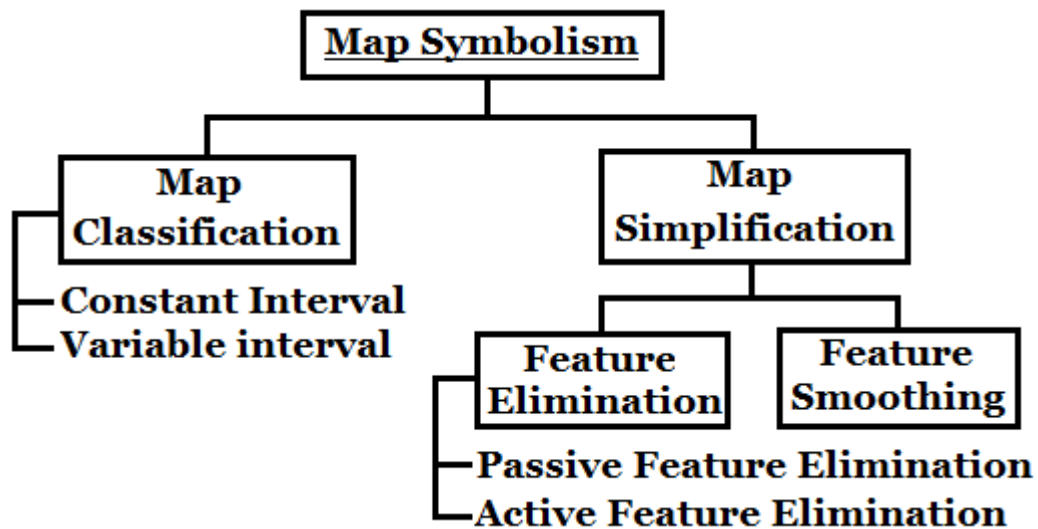 Map Symbolism
Map
Classification
Constant Interval
Variable interval
Map
Simplification
Feature
Elimination
Passive Feature Elimination
Active Feature Elimination
Feature
Smoothing